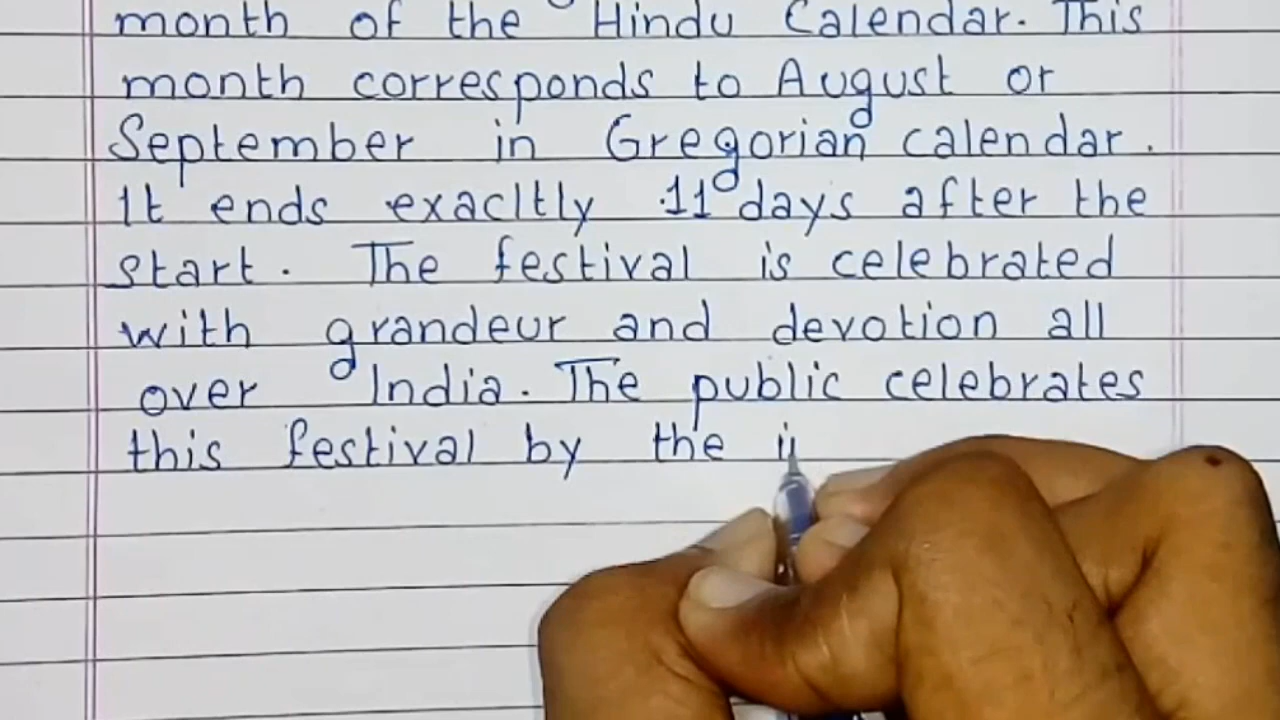 month of the Hindu Calendar. This
month corresponds to August or
September in Gregorian calendar.
It ends exacltly 11 days after the
start. The festival is celebrated
with grandeur and devotion all
over India. The public celebrates
this festival by the